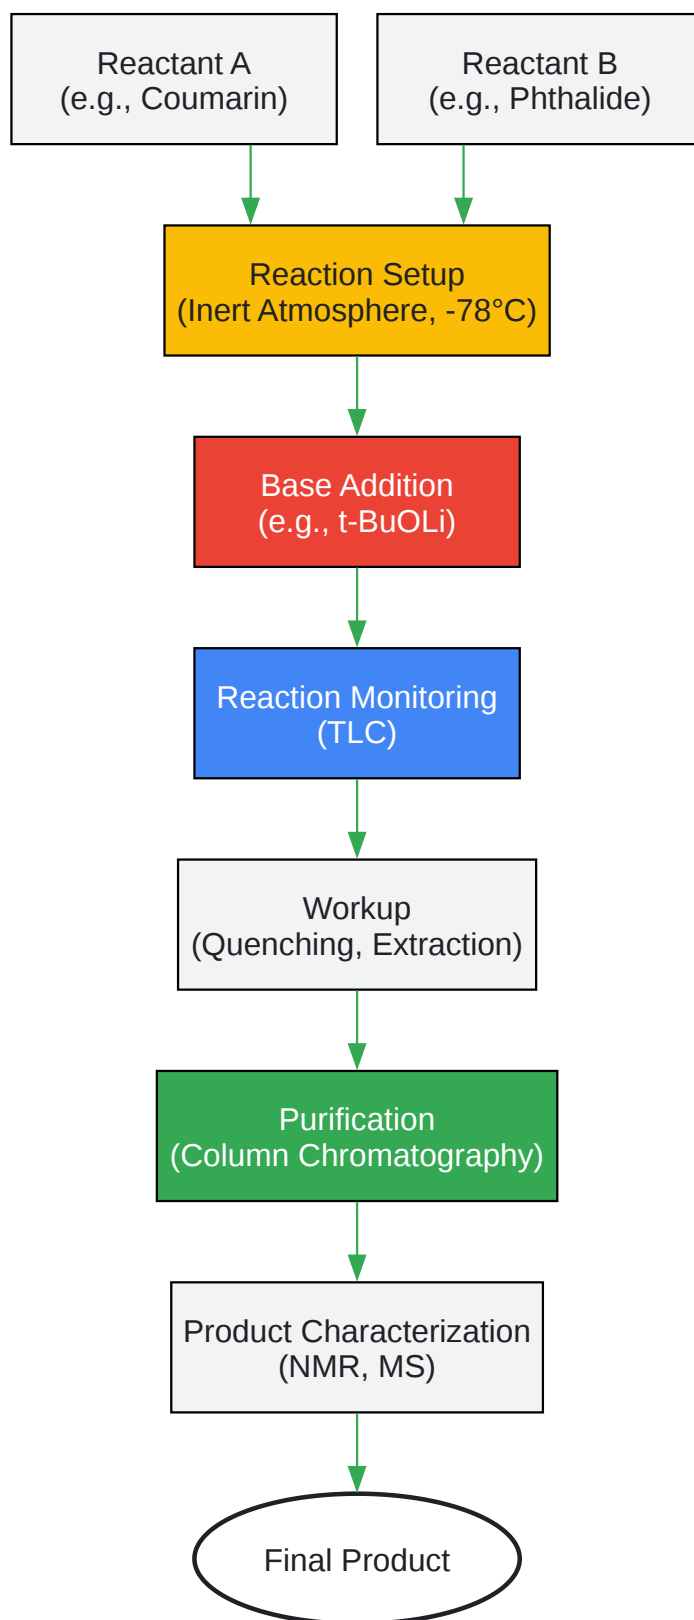 Reactant A
(e.g., Coumarin)
Reactant B
(e.g., Phthalide)
Reaction Setup
(Inert Atmosphere, -78°C)
Base Addition
(e.g., t-BuOLi)
Reaction Monitoring
(TLC)
Workup
(Quenching, Extraction)
Purification
(Column Chromatography)
Product Characterization
(NMR, MS)
Final Product